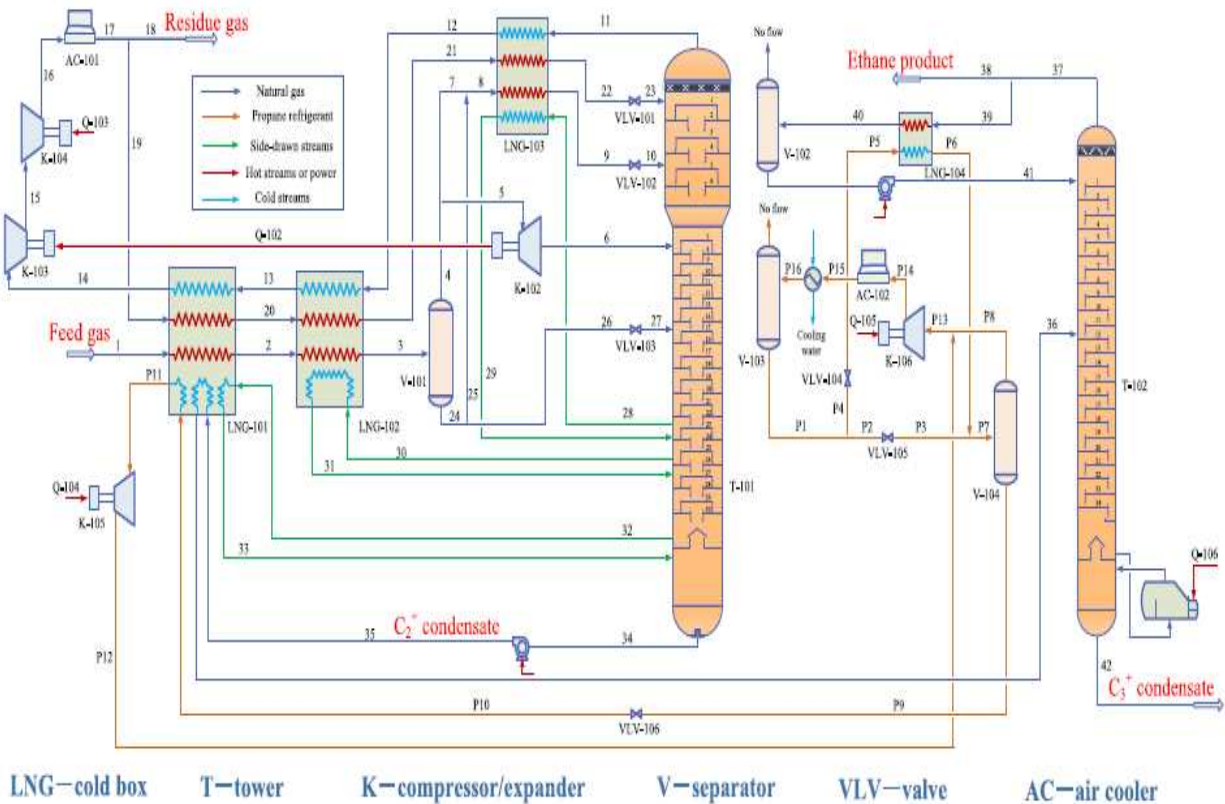 17
18
Residue gas
AC-101
16
Q-103
K-104
19
15
Natural gas
Propane refrigerant
Side-drawn streams
Hot streams or power
Cold streams
12
11
21
7
8
22
23
VLV-101
LNG-103
9
10
VLV-102
No flow
Ethane product
38
37
40
39
V-102
P5
P6
LNG-104
41
No flow
K-103
Q-102
5
6
K-102
14
13
4
P16
P15
P14
AC-102
Cooling
water
Q-105
P13
P8
K-106
36
Feed gas
20
1
2
3
26
27
VLV-103
V-103
VLV-104
T-102
V-101
29
25
P11
24
28
P4
P1
P2
P3
P7
VLV-105
LNG-101
LNG-102
30
31
V-104
Q-104
K-105
T-101
32
33
Q-106
C₂⁺ condensate
35
34
P12
42
C₃⁺ condensate
P10
P9
VLV-106
LNG—cold box
T—tower
K—compressor/expander
V—separator
VLV—valve
AC—air cooler